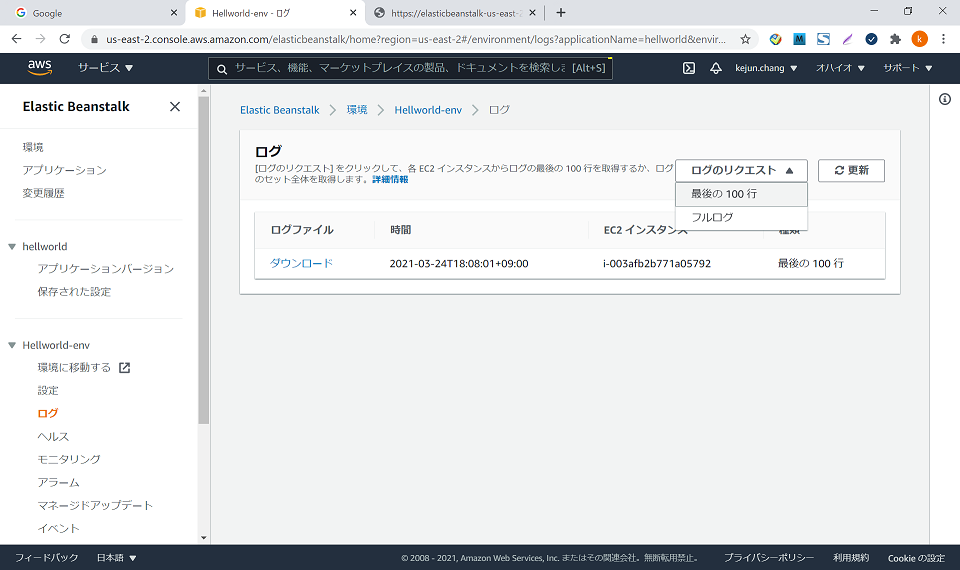 Google
Hellworld-env - ログ
https://elasticbeanstalk-us-east-2
us-east-2.console.aws.amazon.com/elasticbeanstalk/home?region=us-east-2#/environment/logs?applicationName=hellworld&envir...
aws
サービス
サービス、機能、マーケットプレイスの製品、ドキュメントを検索しま
[Alt+S]
kejun.chang
オハイオ
サポート
Elastic Beanstalk
環境
アプリケーション
変更履歴
hellworld
アプリケーションバージョン
保存された設定
Hellworld-env
環境に移動する
設定
ログ
ヘルス
モニタリング
アラーム
マネージドアップデート
イベント
Elastic Beanstalk
環境
Hellworld-env
ログ
ログ
[ログのリクエスト] をクリックして、各 EC2 インスタンスからログの最後の 100 行を取得するか、ログ
のセット全体を取得します。詳細情報
ログのリクエスト
更新
最後の 100 行
フルログ
ログファイル
時間
EC2 インスタンス
種類
ダウンロード
2021-03-24T18:08:01+09:00
i-003afb2b771a05792
最後の 100 行
フィードバック
日本語
© 2008 - 2021, Amazon Web Services, Inc. またはその関連会社。無断転用禁止。
プライバシーポリシー
利用規約
Cookie の設定